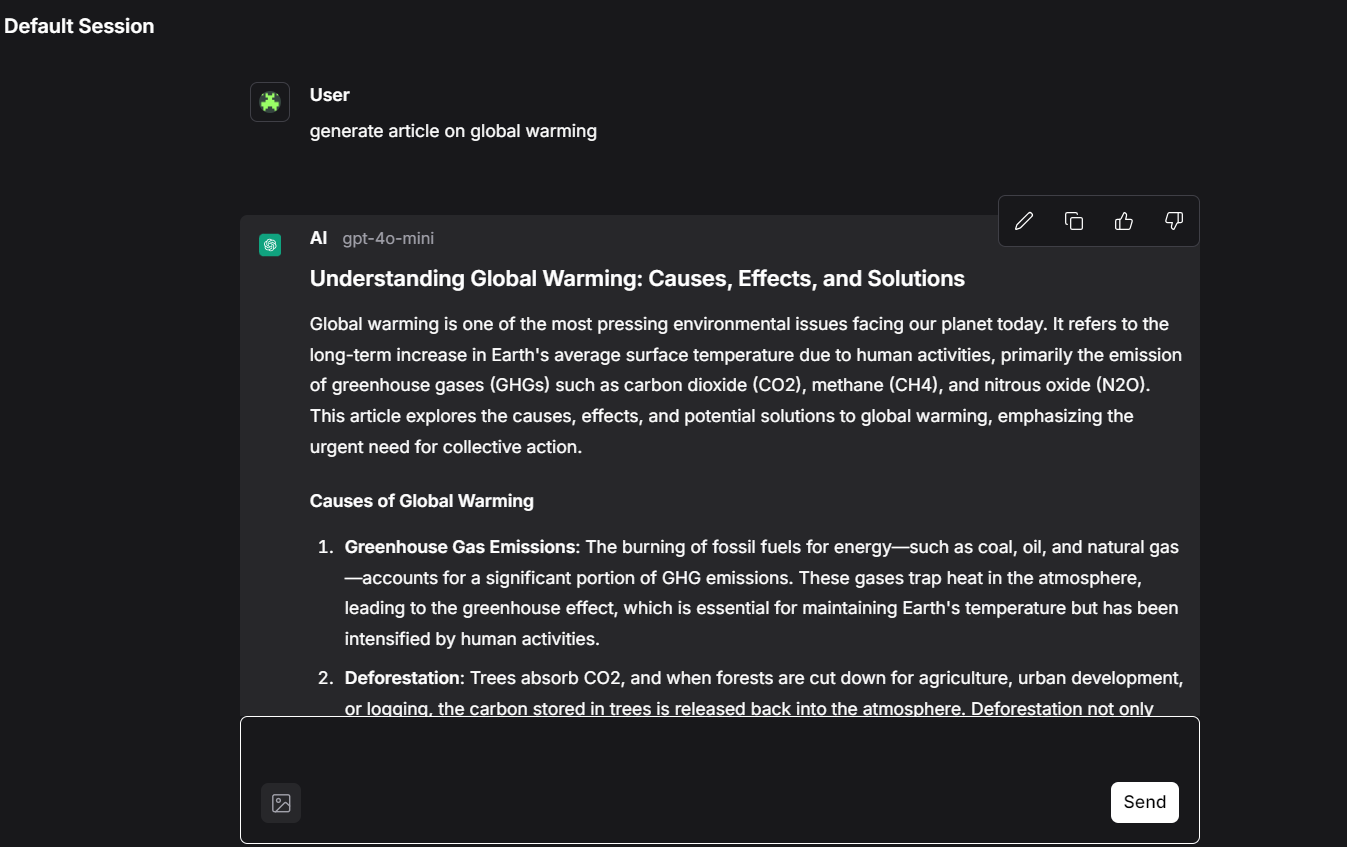 Default Session
User
generate article on global warming
AI gpt-4o-mini
Understanding Global Warming: Causes, Effects, and Solutions
Global warming is one of the most pressing environmental issues facing our planet today. It refers to the
long-term increase in Earth's average surface temperature due to human activities, primarily the emission
of greenhouse gases (GHGs) such as carbon dioxide (CO2), methane (CH4), and nitrous oxide (N2O).
This article explores the causes, effects, and potential solutions to global warming, emphasizing the
urgent need for collective action.
Causes of Global Warming
1. Greenhouse Gas Emissions: The burning of fossil fuels for energy—such as coal, oil, and natural gas
—accounts for a significant portion of GHG emissions. These gases trap heat in the atmosphere,
leading to the greenhouse effect, which is essential for maintaining Earth's temperature but has been
intensified by human activities.
2. Deforestation: Trees absorb CO2, and when forests are cut down for agriculture, urban development,
or logging, the carbon stored in trees is released back into the atmosphere. Deforestation not only
Send